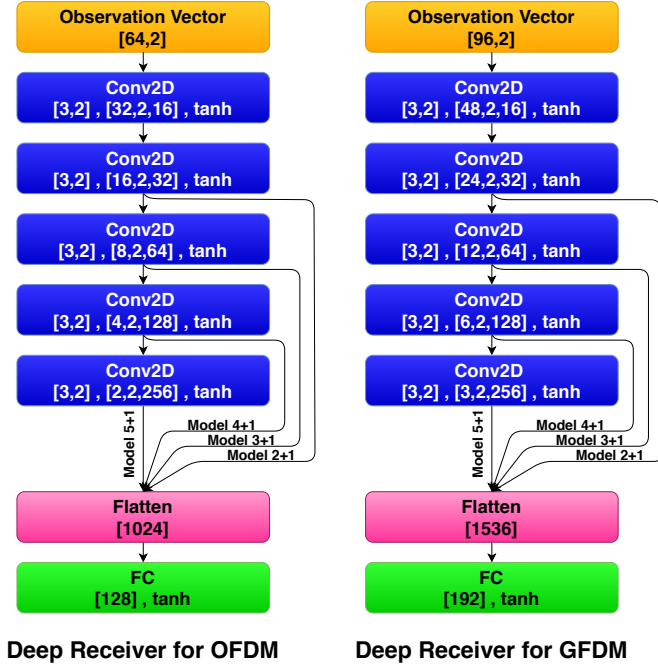 Observation Vector
[64,2]
Conv2D
[3,2] , [32,2,16] , tanh
Conv2D
[3,2] , [16,2,32] , tanh
Conv2D
[3,2] , [8,2,64] , tanh
Conv2D
[3,2] , [4,2,128] , tanh
Conv2D
[3,2] , [2,2,256] , tanh
Model 5+1
Model 4+1
Model 3+1
Model 2+1
Flatten
[1024]
FC
[128] , tanh
Deep Receiver for OFDM
Observation Vector
[96,2]
Conv2D
[3,2] , [48,2,16] , tanh
Conv2D
[3,2] , [24,2,32] , tanh
Conv2D
[3,2] , [12,2,64] , tanh
Conv2D
[3,2] , [6,2,128] , tanh
Conv2D
[3,2] , [3,2,256] , tanh
Model 5+1
Model 4+1
Model 3+1
Model 2+1
Flatten
[1536]
FC
[192] , tanh
Deep Receiver for GFDM